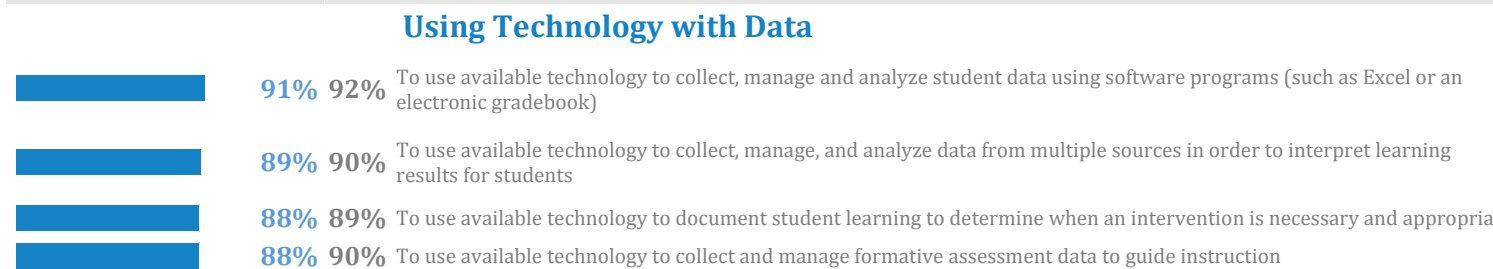 Using Technology with Data
91% 92% To use available technology to collect, manage and analyze student data using software programs (such as Excel or an
electronic gradebook)
89% 90% To use available technology to collect, manage, and analyze data from multiple sources in order to interpret learning
results for students
88% 89% To use available technology to document student learning to determine when an intervention is necessary and appropria
88% 90% To use available technology to collect and manage formative assessment data to guide instruction